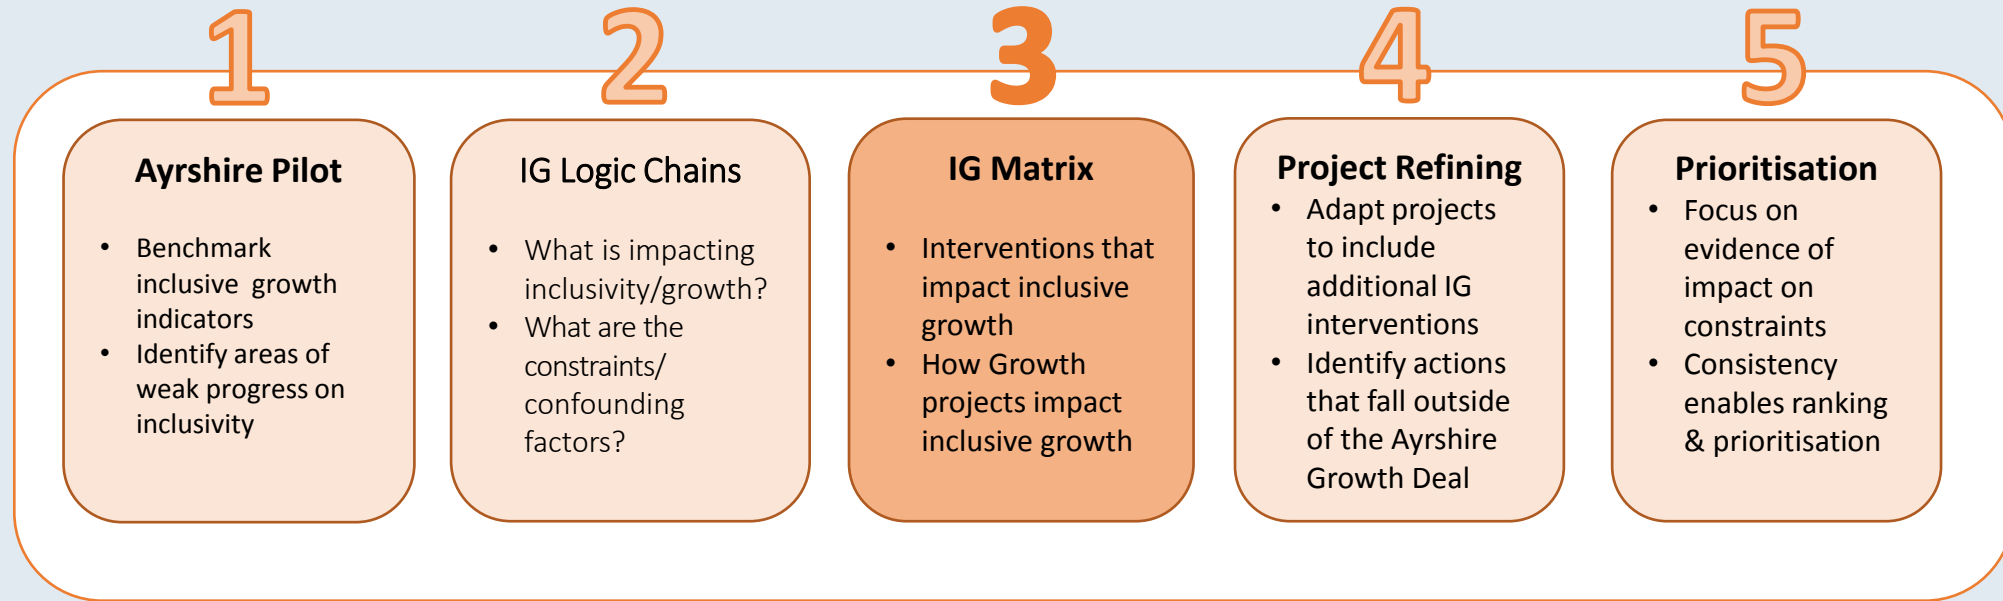 1
Ayrshire Pilot
• Benchmark
inclusive growth
indicators
• Identify areas of
weak progress on
inclusivity
2
IG Logic Chains
• What is impacting
inclusivity/growth?
• What are the
constraints/
confounding
factors?
3
IG Matrix
• Interventions that
impact inclusive
growth
• How Growth
projects impact
inclusive growth
4
Project Refining
• Adapt projects
to include
additional IG
interventions
• Identify actions
that fall outside
of the Ayrshire
Growth Deal
5
Prioritisation
• Focus on
evidence of
impact on
constraints
• Consistency
enables ranking
& prioritisation